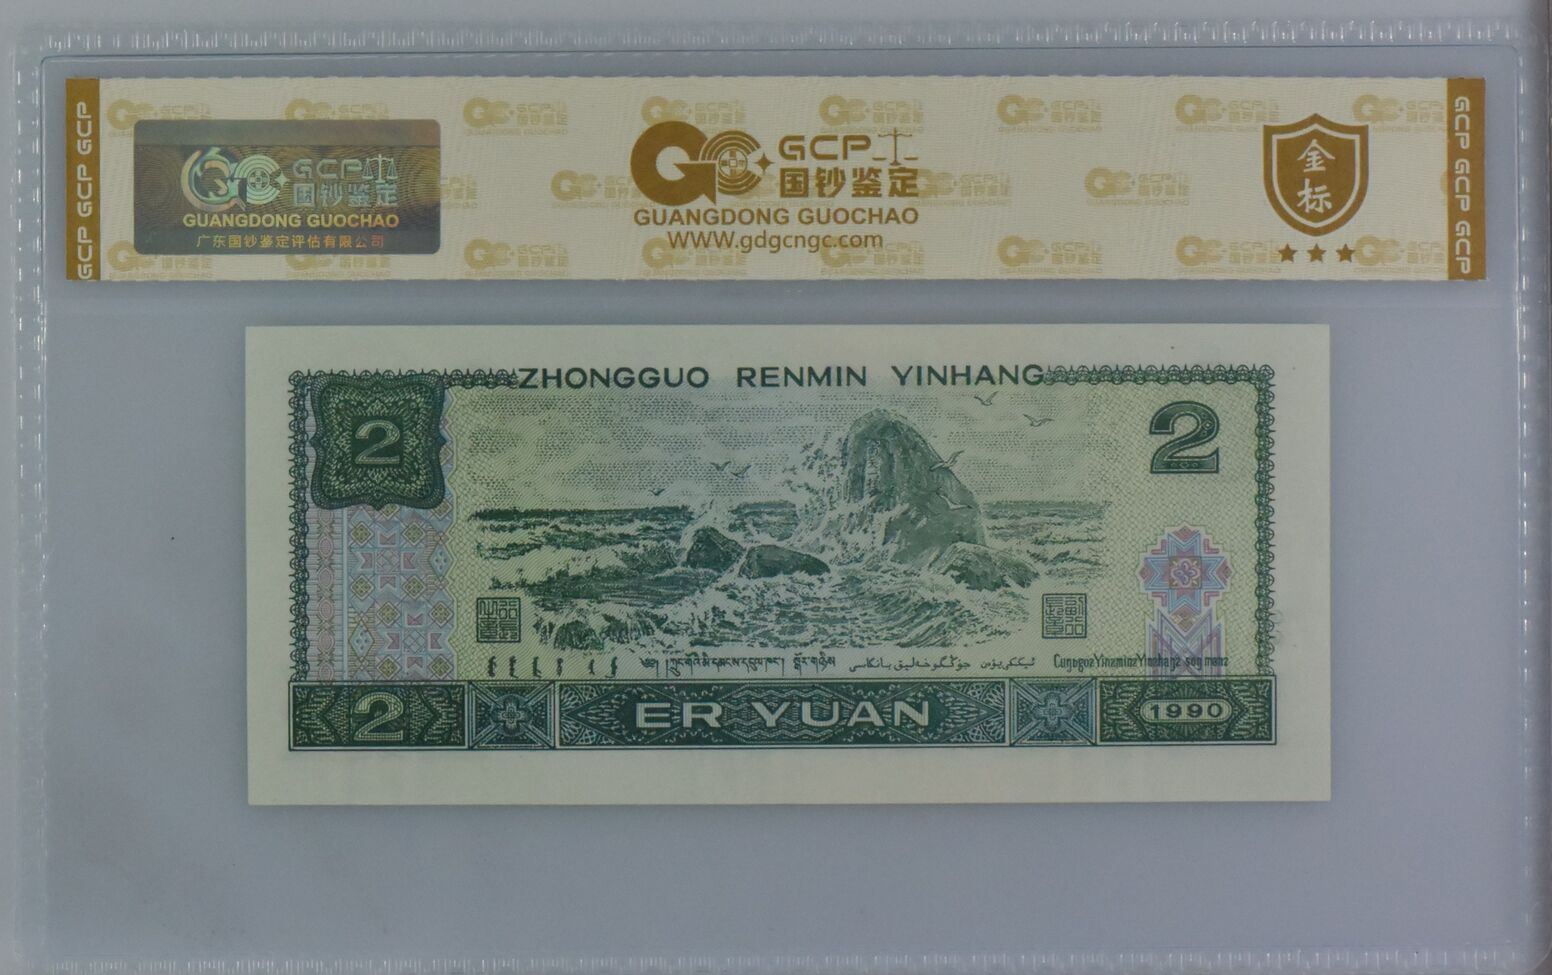 GCP GCP GCP
GCP
国钞鉴定
GUANGDONG GUOCHAO
广东国钞鉴定评估有限公司
GCP
国钞鉴定
GUANGDONG GUOCHAO
WWW.gdgcngc.com
金标
GCP GCP GCP
ZHONGGUO RENMIN YINHANG
2
2
2
ER YUAN
1990